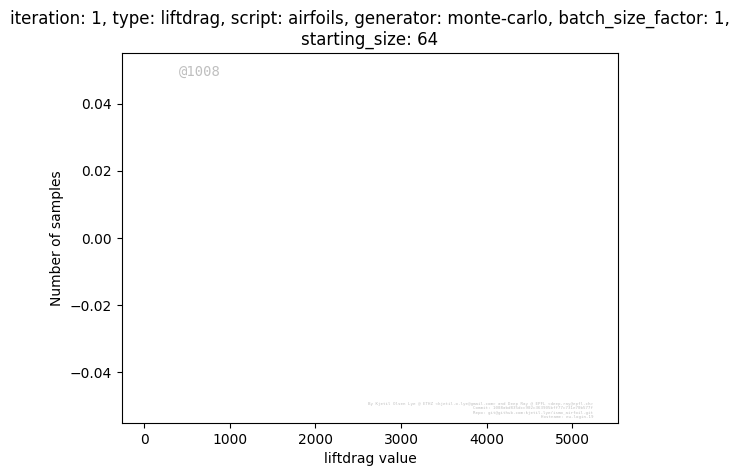 iteration: 1, type: liftdrag, script: airfoils, generator: monte-carlo, batch_size_factor: 1,
starting_size: 64
@1008
0.04
0.02
0.00
−0.02
−0.04
Number of samples
0 1000 2000 3000 4000 5000
liftdrag value